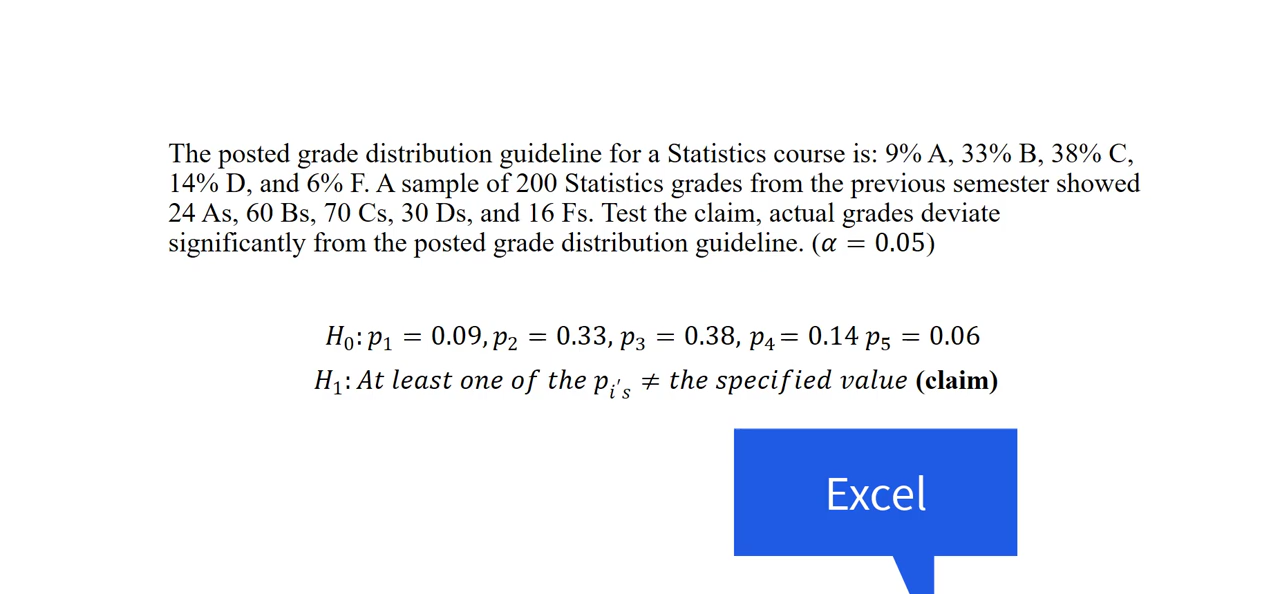 The posted grade distribution guideline for a Statistics course is: 9% A, 33% B, 38% C,
14% D, and 6% F. A sample of 200 Statistics grades from the previous semester showed
24 As, 60 Bs, 70 Cs, 30 Ds, and 16 Fs. Test the claim, actual grades deviate
significantly from the posted grade distribution guideline. (α = 0.05)
H₀: p₁ = 0.09, p₂ = 0.33, p₃ = 0.38, p₄ = 0.14 p₅ = 0.06
H₁: At least one of the pᵢ's ≠ the specified value (claim)
Excel